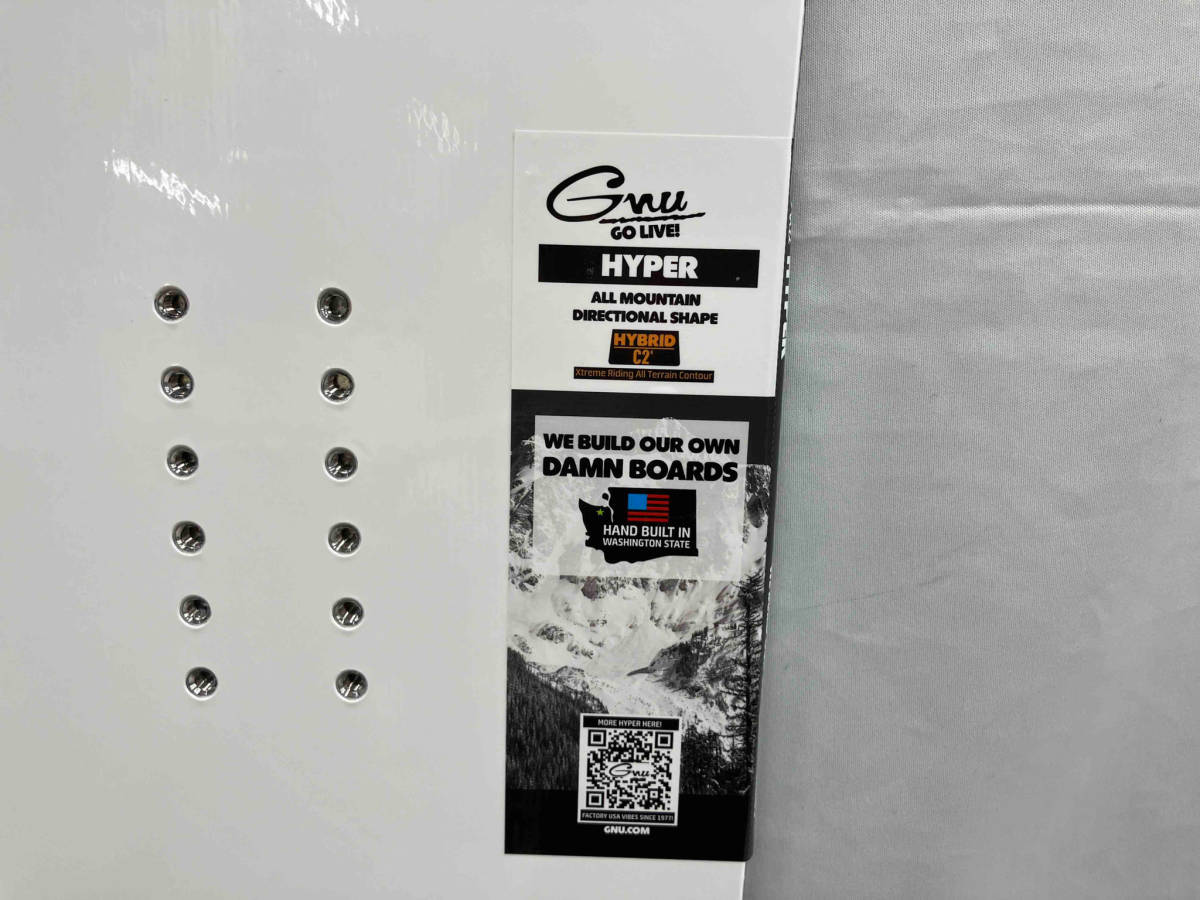 Gnu
GO LIVE!
HYPER
ALL MOUNTAIN
DIRECTIONAL SHAPE
HYBRID
C2
Xtreme Riding All Terrain Contour
WE BUILD OUR OWN
DAMN BOARDS
HAND BUILT IN
WASHINGTON STATE
MORE HYPER HERE!
Gnu
FACTORY USA VIBES SINCE 1977!
GNU.COM
HYPER